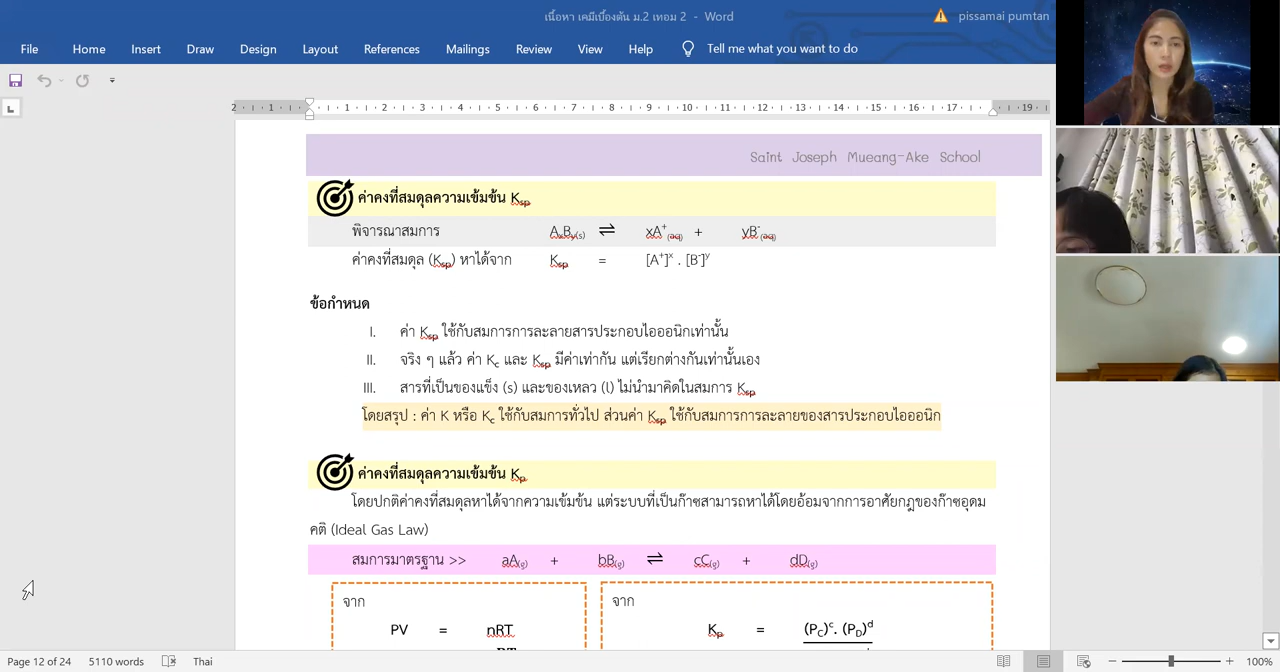 เนื้อหา เคมีเบื้องต้น ม.2 เทอม 2 - Word
pissamai pumtan
File Home Insert Draw Design Layout References Mailings Review View Help Tell me what you want to do
2 1 1 2 3 4 5 6 7 8 9 10 11 12 13 14 15 16 17 19
Saint Joseph Mueang-Ake School
ค่าคงที่สมดุลความเข้มข้น Ksp
พิจารณาสมการ AxBy(s) ⇌ xA+(aq) + yB-(aq)
ค่าคงที่สมดุล (Ksp) หาได้จาก Ksp = [A+]x . [B-]y
ข้อกำหนด
I. ค่า Ksp ใช้กับสมการการละลายสารประกอบไอออนิกเท่านั้น
II. จริง ๆ แล้ว ค่า Kc และ Ksp มีค่าเท่ากัน แต่เรียกต่างกันเท่านั้นเอง
III. สารที่เป็นของแข็ง (s) และของเหลว (l) ไม่นำมาคิดในสมการ Ksp
โดยสรุป : ค่า K หรือ Kc ใช้กับสมการทั่วไป ส่วนค่า Ksp ใช้กับสมการการละลายของสารประกอบไอออนิก
ค่าคงที่สมดุลความเข้มข้น Kp
โดยปกติค่าคงที่สมดุลหาได้จากความเข้มข้น แต่ระบบที่เป็นก๊าซสามารถหาได้โดยอ้อมจากการอาศัยกฎของก๊าซอุดม
คติ (Ideal Gas Law)
สมการมาตรฐาน >> aA(g) + bB(g) ⇌ cC(g) + dD(g)
จาก
PV = nRT
จาก
Kp = (PC)c. (PD)d
Page 12 of 24 5110 words Thai 100%